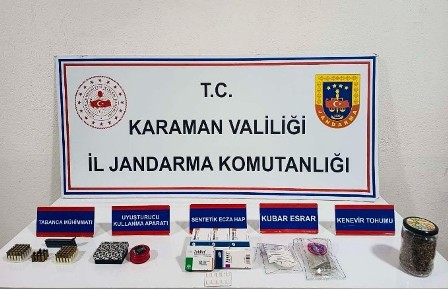 T.C.
KARAMAN VALİLİĞİ
İL JANDARMA KOMUTANLIĞI
JANDARMA
TABANCA MÜHİMMATI
UYUŞTURUCU
KULLANMA APARATI
SENTETİK ECZA HAP
KUBAR ESRAR
KENEVİR TOHUMU